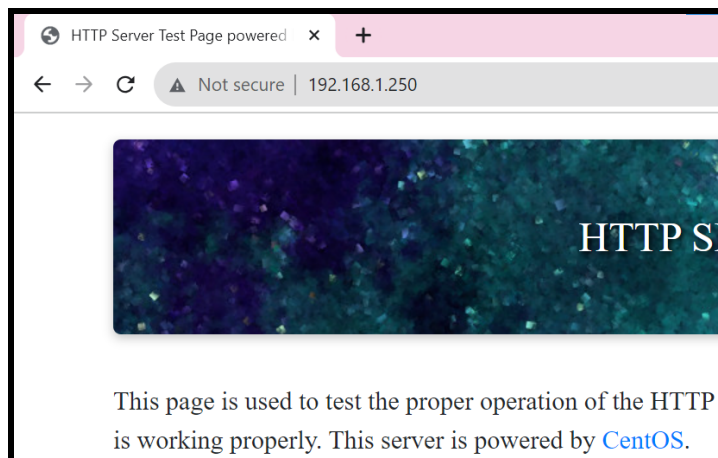 HTTP Server Test Page powered
Not secure | 192.168.1.250
HTTP
This page is used to test the proper operation of the HTTP
is working properly. This server is powered by CentOS.